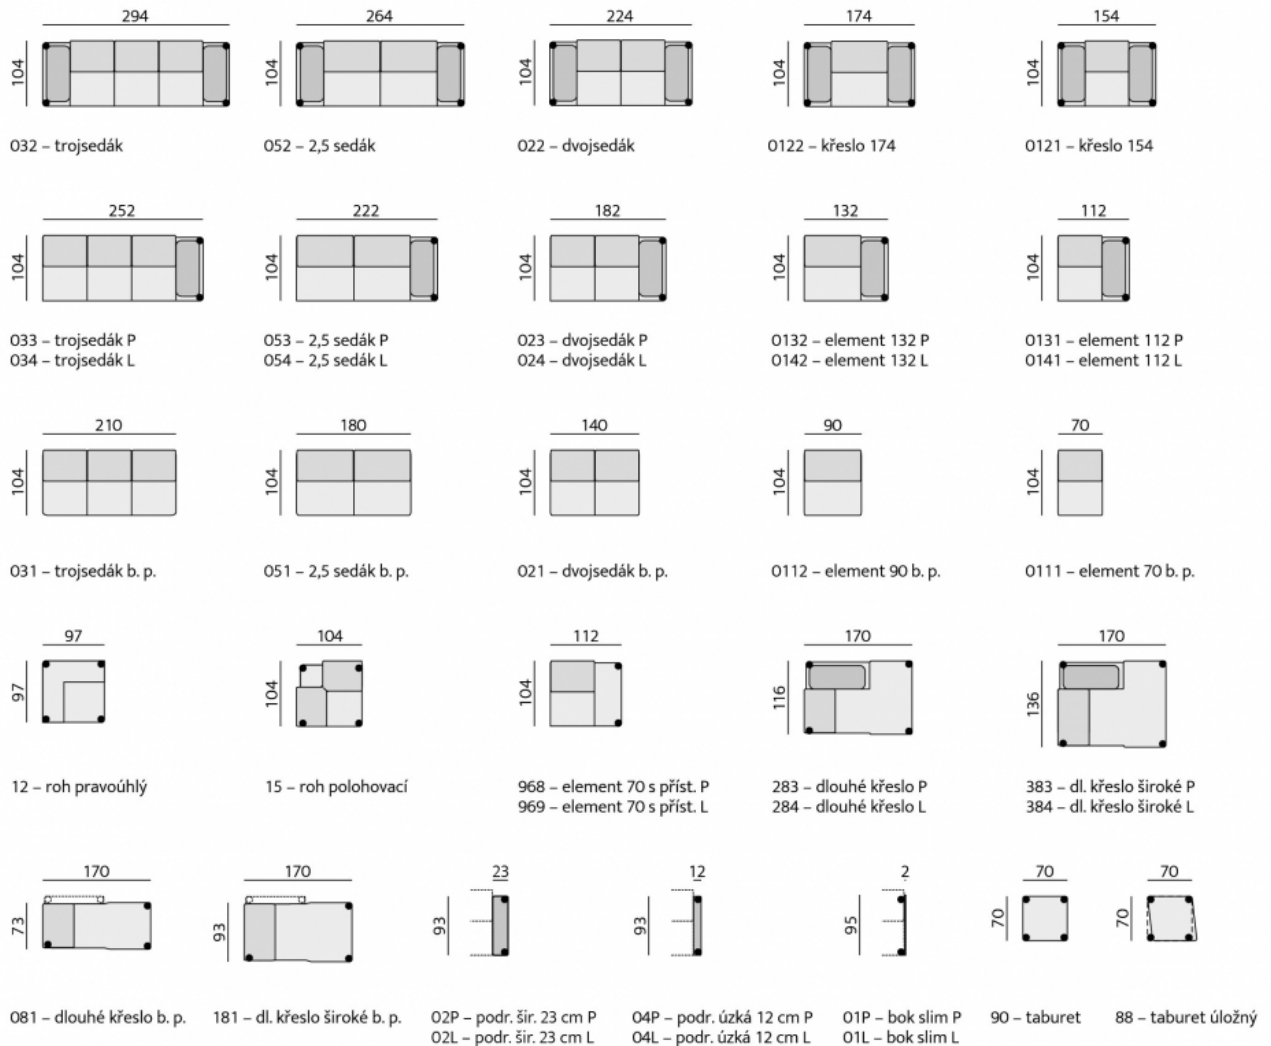 294 264 224 174 154
104 104 104 104 104
032 – trojsedák 052 – 2,5 sedák 022 – dvojsedák 0122 – křeslo 174 0121 – křeslo 154
252 222 182 132 112
104 104 104 104 104
033 – trojsedák P 053 – 2,5 sedák P 023 – dvojsedák P 0132 – element 132 P 0131 – element 112 P
034 – trojsedák L 054 – 2,5 sedák L 024 – dvojsedák L 0142 – element 132 L 0141 – element 112 L
210 180 140 90 70
104 104 104 104 104
031 – trojsedák b. p. 051 – 2,5 sedák b. p. 021 – dvojsedák b. p. 0112 – element 90 b. p. 0111 – element 70 b. p.
97 104 112 170 170
97 104 104 116 136
12 – roh pravoúhlý 15 – roh polohovací 968 – element 70 s příst. P 283 – dlouhé křeslo P 383 – dl. křeslo široké P
969 – element 70 s příst. L 284 – dlouhé křeslo L 384 – dl. křeslo široké L
170 170 23 12 2 70 70
73 93 93 93 95 70 70
081 – dlouhé křeslo b. p. 181 – dl. křeslo široké b. p. 02P – podr. šir. 23 cm P 04P – podr. úzká 12 cm P 01P – bok slim P 90 – taburet 88 – taburet úložný
02L – podr. šir. 23 cm L 04L – podr. úzká 12 cm L 01L – bok slim L